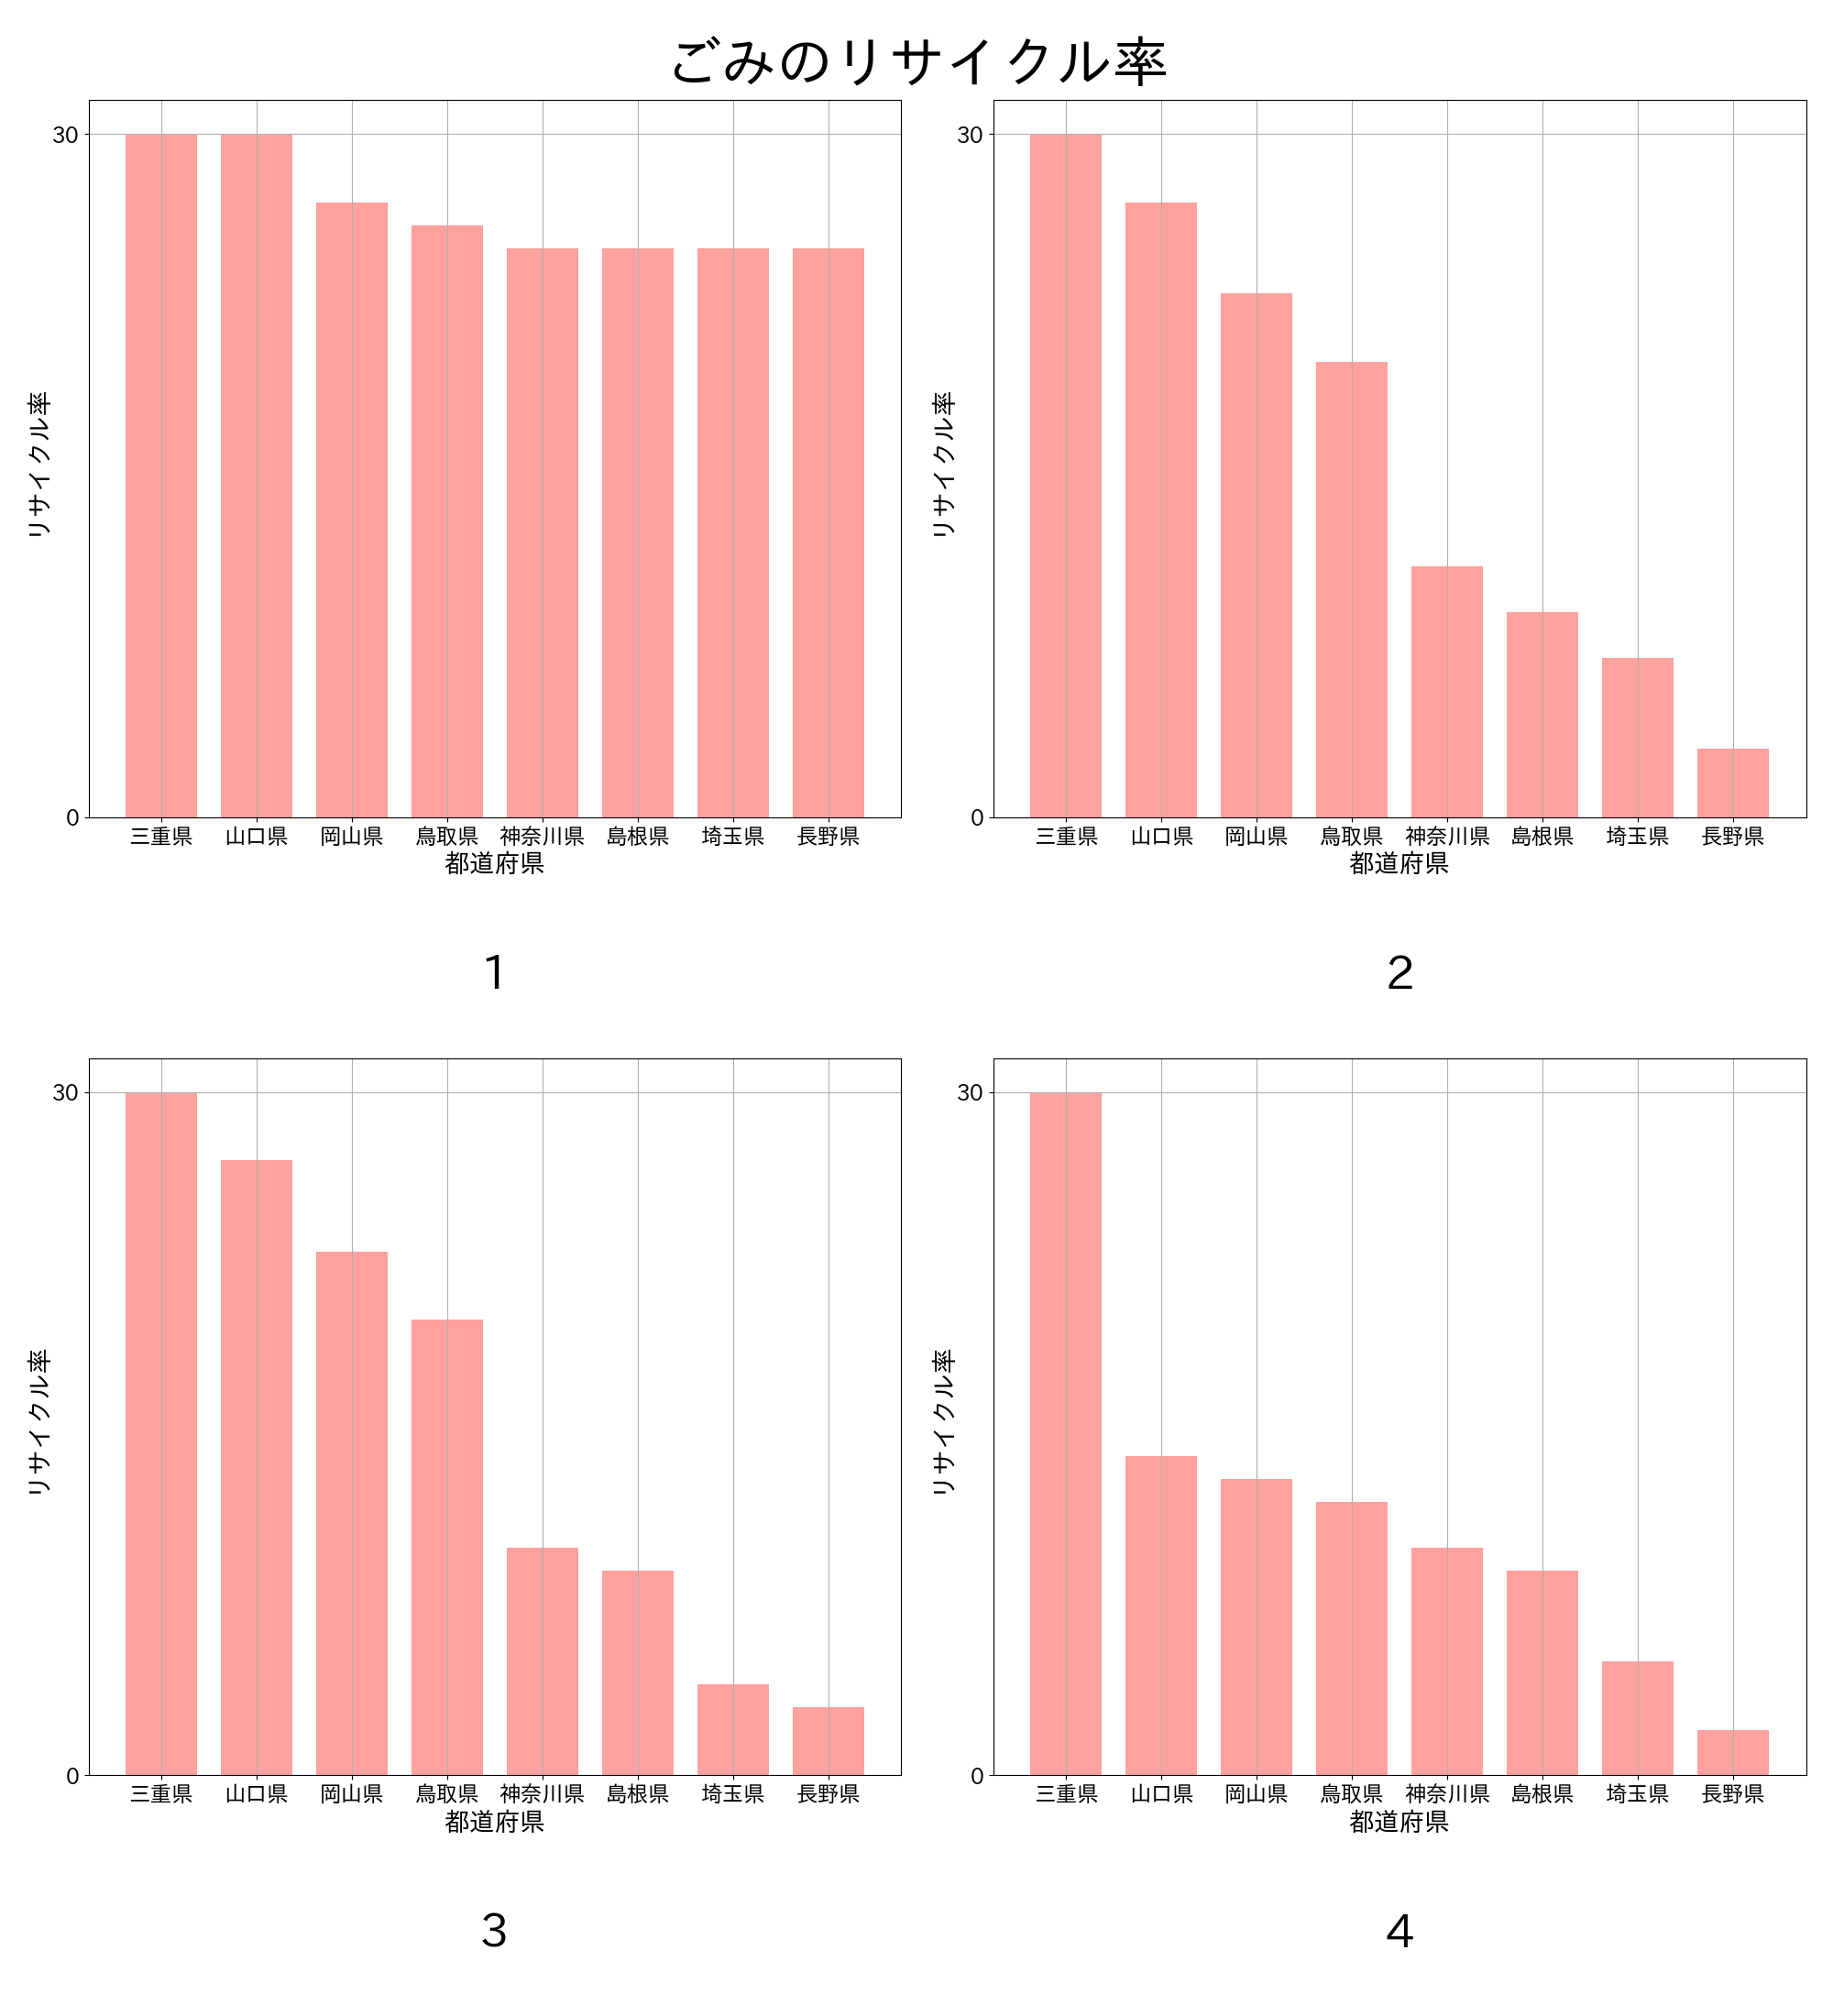 ごみのリサイクル率
30
0
リサイクル率
三重県 山口県 岡山県 鳥取県 神奈川県 島根県 埼玉県 長野県
都道府県
1
30
0
リサイクル率
三重県 山口県 岡山県 鳥取県 神奈川県 島根県 埼玉県 長野県
都道府県
2
30
0
リサイクル率
三重県 山口県 岡山県 鳥取県 神奈川県 島根県 埼玉県 長野県
都道府県
3
30
0
リサイクル率
三重県 山口県 岡山県 鳥取県 神奈川県 島根県 埼玉県 長野県
都道府県
4